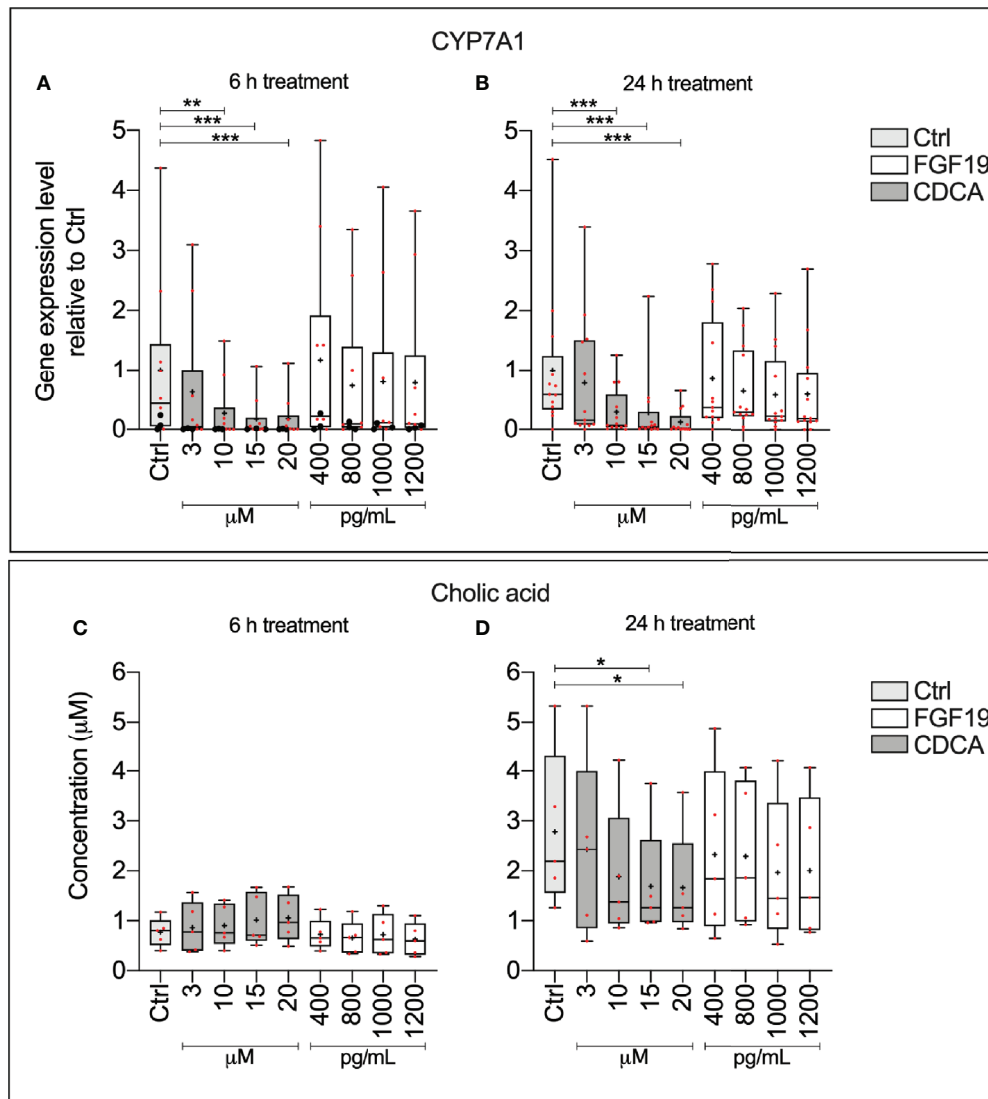 CYP7A1
A
6 h treatment
** 
***
***
Gene expression level
relative to Ctrl
5
4
3
2
1
0
Ctrl
3
10
15
20
400
800
1000
1200
μM
pg/mL
B
24 h treatment
***
***
***
5
4
3
2
1
0
Ctrl
3
10
15
20
400
800
1000
1200
μM
pg/mL
Ctrl
FGF19
CDCA
Cholic acid
C
6 h treatment
Concentration (μM)
6
5
4
3
2
1
0
Ctrl
3
10
15
20
400
800
1000
1200
μM
pg/mL
D
24 h treatment
*
*
6
5
4
3
2
1
0
Ctrl
3
10
15
20
400
800
1000
1200
μM
pg/mL
Ctrl
FGF19
CDCA